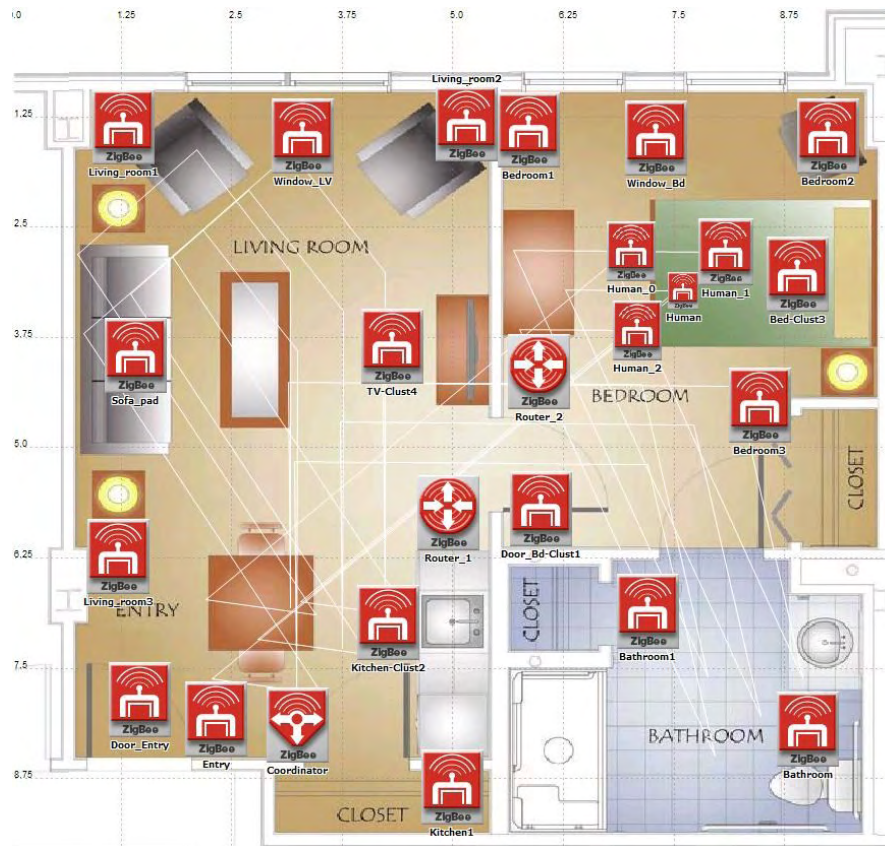 0.0 1.25 2.5 3.75 5.0 6.25 7.5 8.75
Living_room2
1.25
ZigBee
Living_room1
ZigBee
Window_LV
ZigBee
ZigBee
Bedroom1
ZigBee
Window_Bd
ZigBee
Bedroom2
2.5
LIVING ROOM
ZigBee
Human_0
ZigBee
Human_1
ZigBee
Human
ZigBee
Bed-Clust3
ZigBee
Human_2
3.75
ZigBee
Sofa_pad
ZigBee
TV-Clust4
ZigBee
Router_2
BEDROOM
ZigBee
Bedroom3
5.0
CLOSET
ZigBee
Router_1
ZigBee
Door_Bd-Clust1
6.25
ZigBee
Living_room3
ENTRY
ZigBee
Kitchen-Clust2
CLOSET
ZigBee
Bathroom1
7.5
ZigBee
Door_Entry
ZigBee
Entry
ZigBee
Coordinator
BATHROOM
ZigBee
Bathroom
8.75
CLOSET
ZigBee
Kitchen1